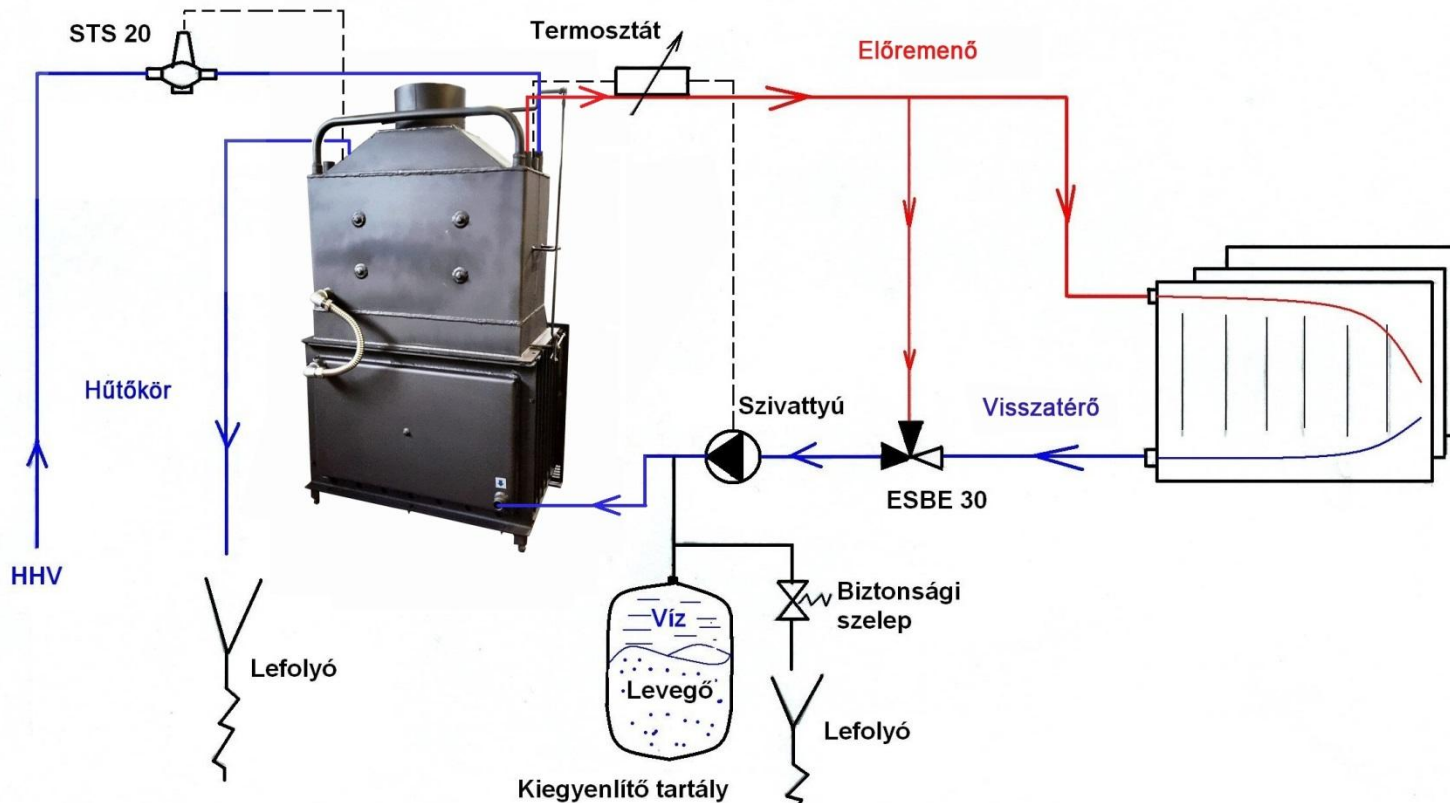 STS 20
Termosztát
Előremenő
Hűtőkör
Szivattyú
Visszatérő
ESBE 30
HHV
Biztonsági
szelep
Víz
Levegő
Lefolyó
Lefolyó
Kiegyenlítő tartály